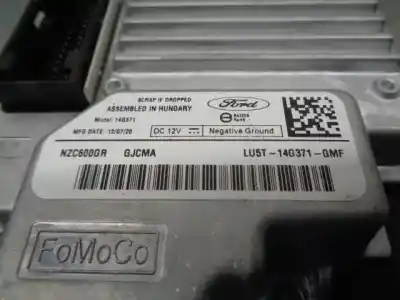 SCRAP IF DROPPED
ASSEMBLED IN HUNGARY
Model: 14G371
MFG DATE: 13/07/20
DC 12V
Negative Ground
Ford
NZC600GR GJCMA
LU5T-14G371-GMF
FoMoCo